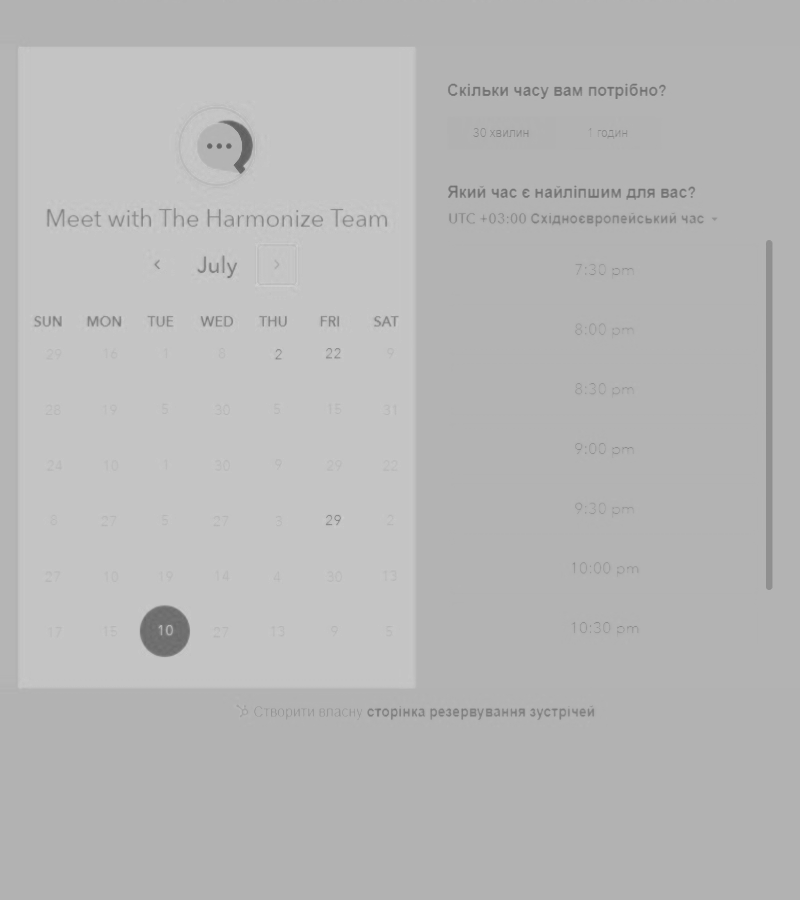 Meet with The Harmonize Team
July
SUN MON TUE WED THU FRI SAT
29 16 1 8 2 22 9
28 19 5 30 5 15 31
24 10 1 30 9 29 22
8 27 5 27 3 29 2
27 10 19 14 4 30 13
17 15 10 27 13 9 5
Скільки часу вам потрібно?
30 хвилин 1 годин
Який час є найліпшим для вас?
UTC +03:00 Східноєвропейський час
7:30 pm
8:00 pm
8:30 pm
9:00 pm
9:30 pm
10:00 pm
10:30 pm
Створити власну сторінка резервування зустрічей